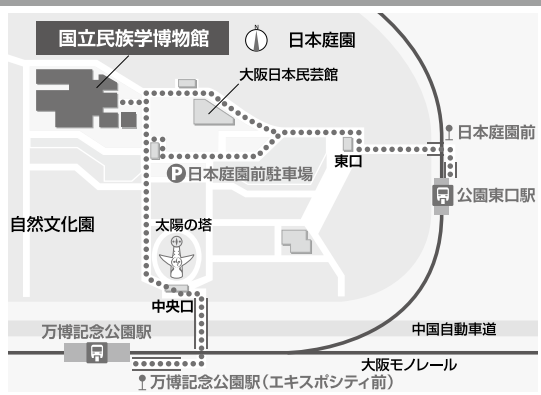 国立民族学博物館
N
日本庭園
大阪日本民芸館
日本庭園前
東口
P日本庭園前駐車場
公園東口駅
自然文化園
太陽の塔
中央口
万博記念公園駅
中国自動車道
大阪モノレール
万博記念公園駅(エキスポシティ前)